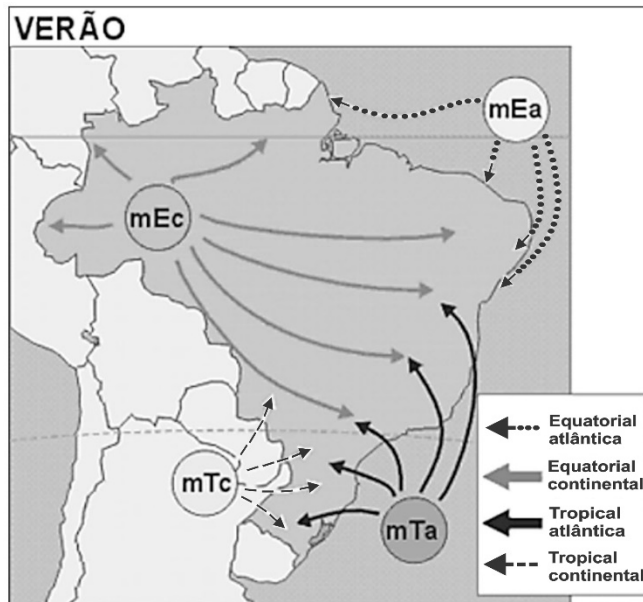 VERÃO
mEa
mEc
mTc
mTa
Equatorial
atlântica
Equatorial
continental
Tropical
atlântica
Tropical
continental